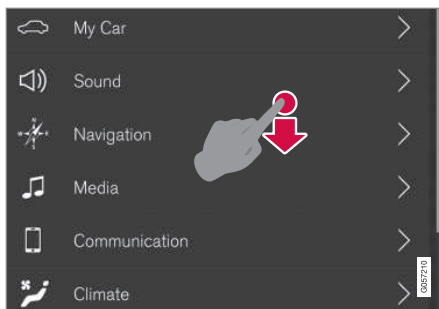 My Car
Sound
N
W
Navigation
S
Media
Communication
Climate
G057210